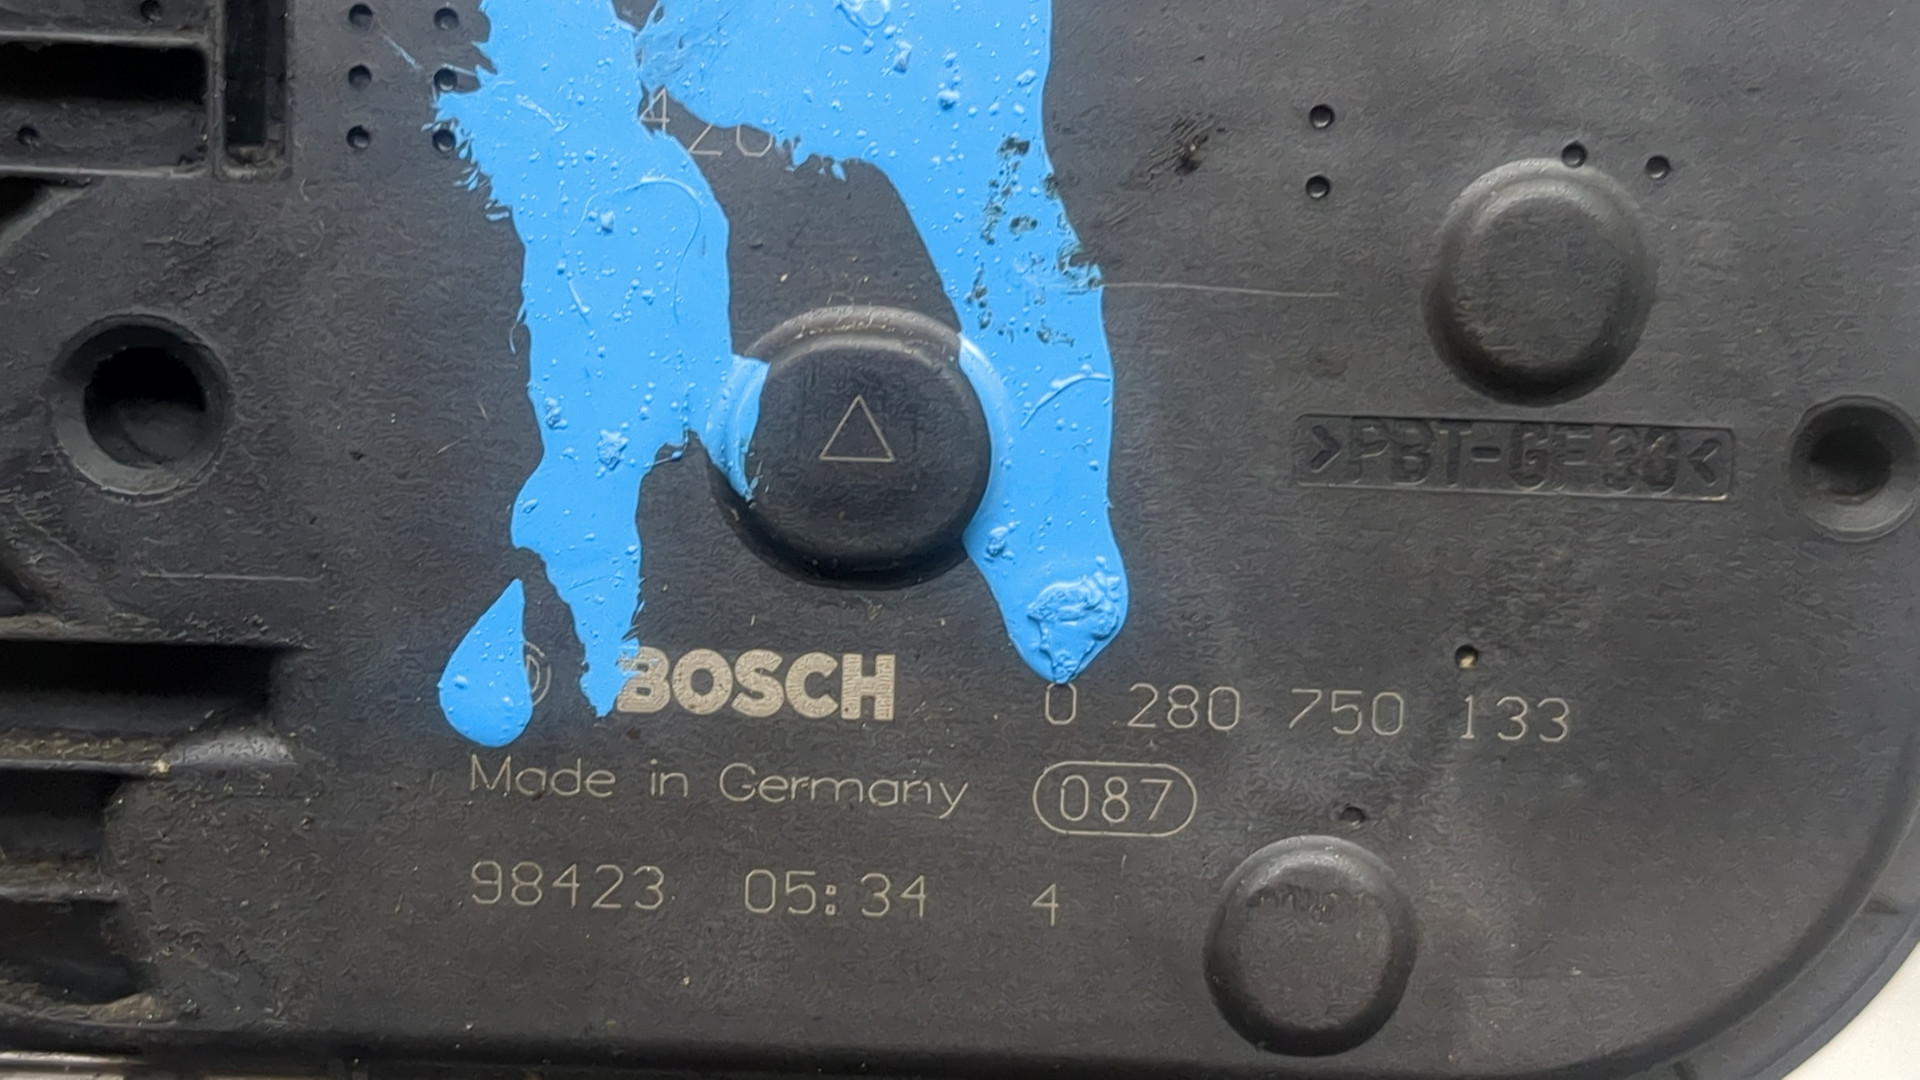 >PBT-GF30<
BOSCH 0 280 750 133
Made in Germany 087
98423 05:34 4